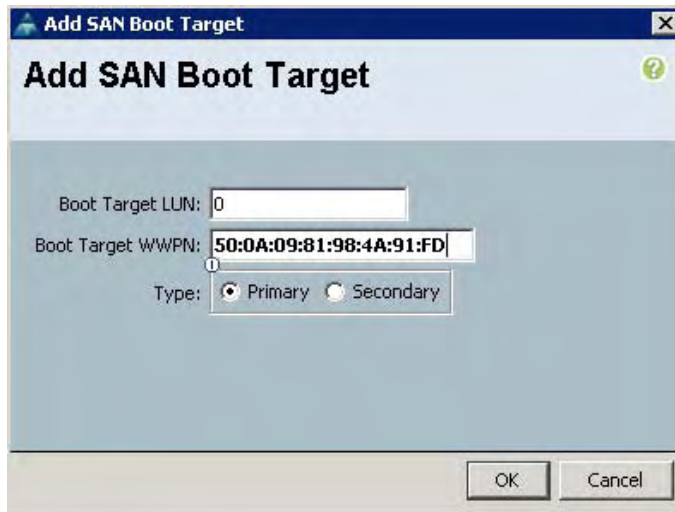 Add SAN Boot Target
Add SAN Boot Target
Boot Target LUN: 0
Boot Target WWPN: 50:0A:09:81:98:4A:91:FD
Type: Primary Secondary
OK Cancel